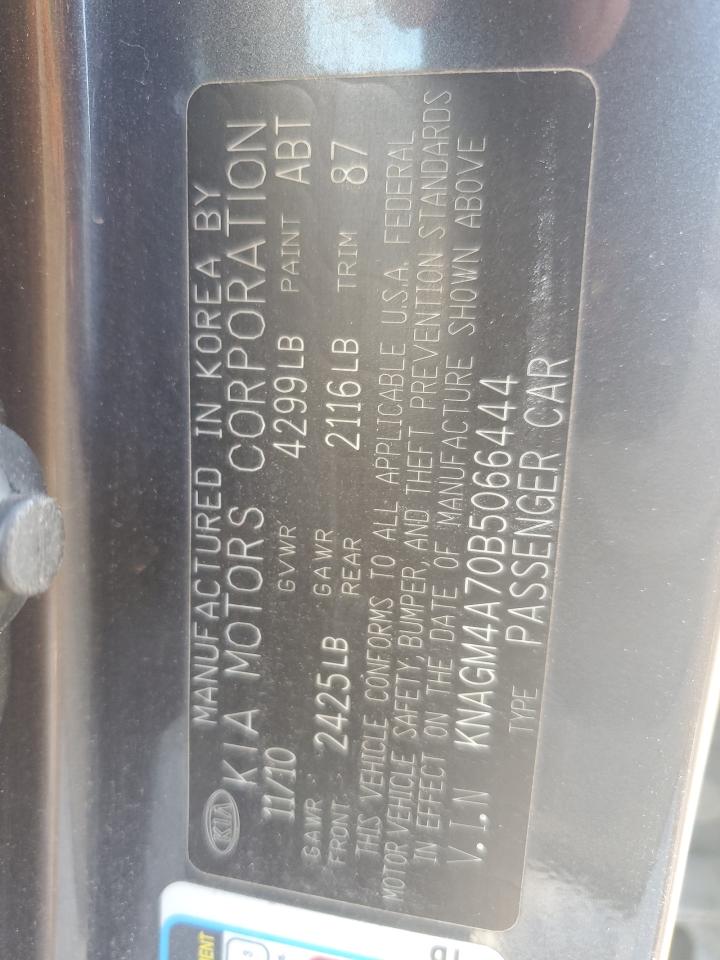 MANUFACTURED IN KOREA BY
KIA KIA MOTORS CORPORATION
11/10 GVWR 4299LB PAINT ABT
GAWR FRONT 2425LB GAWR REAR 2116LB TRIM 87
THIS VEHICLE CONFORMS TO ALL APPLICABLE U.S.A. FEDERAL
MOTOR VEHICLE SAFETY, BUMPER, AND THEFT PREVENTION STANDARDS
IN EFFECT ON THE DATE OF MANUFACTURE SHOWN ABOVE
V.I.N KNAGM4A70B5066444
TYPE PASSENGER CAR